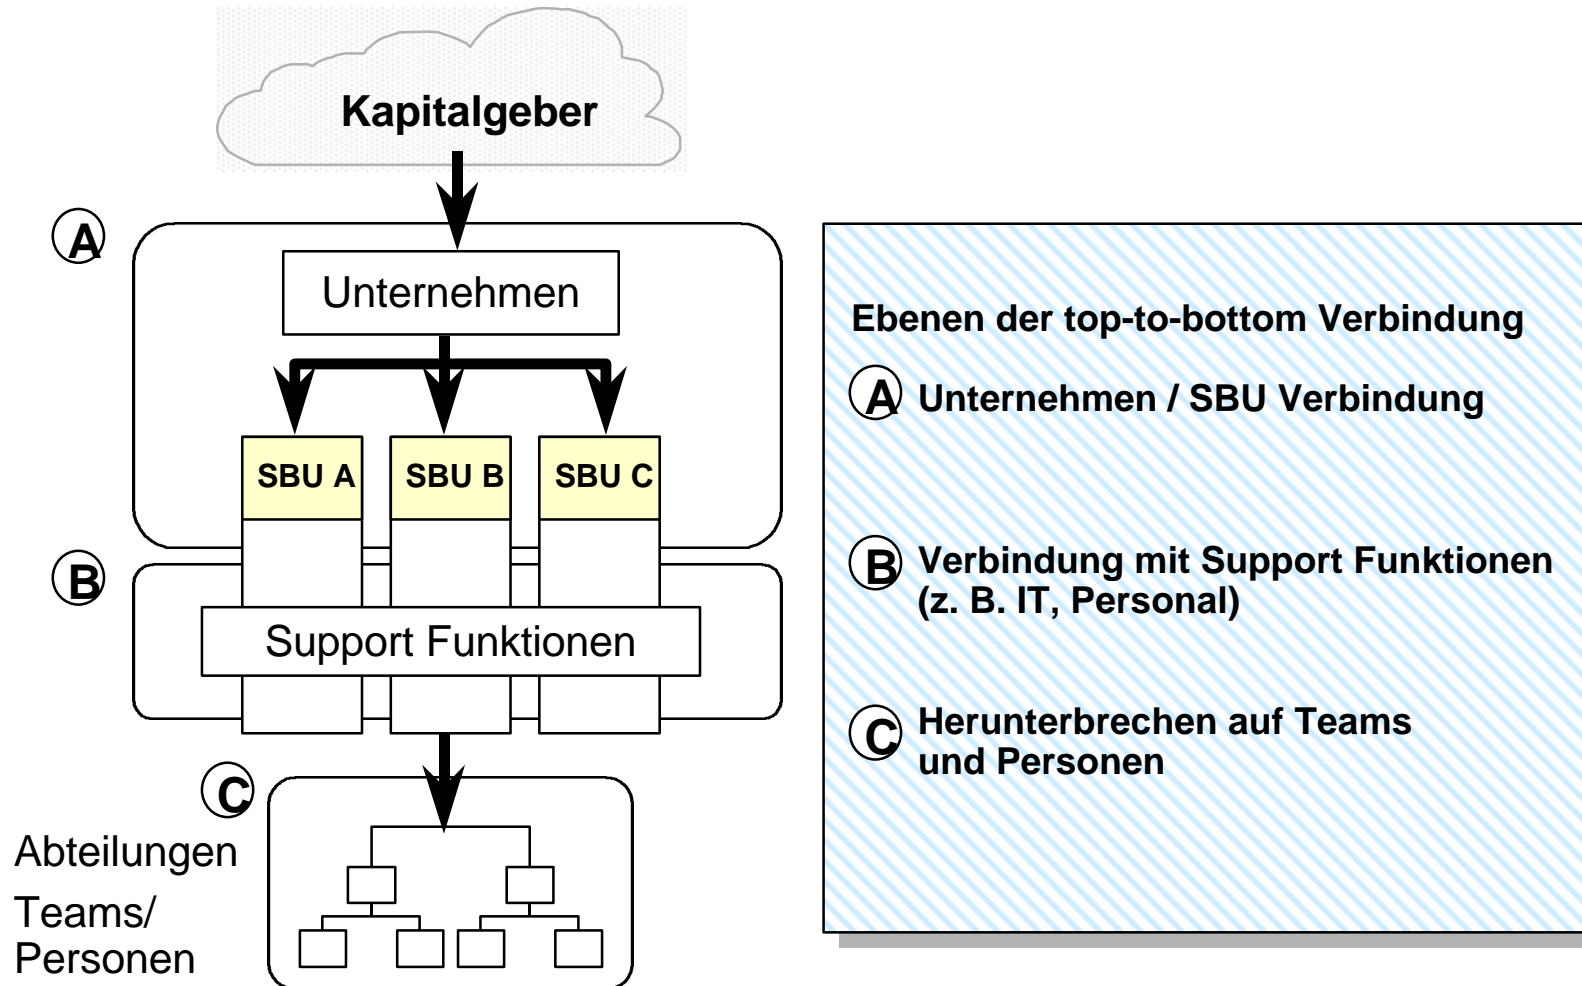 Kapitalgeber
A
Unternehmen
SBU A
SBU B
SBU C
B
Support Funktionen
C
Abteilungen
Teams/
Personen
Ebenen der top-to-bottom Verbindung
A Unternehmen / SBU Verbindung
B Verbindung mit Support Funktionen
(z. B. IT, Personal)
C Herunterbrechen auf Teams
und Personen